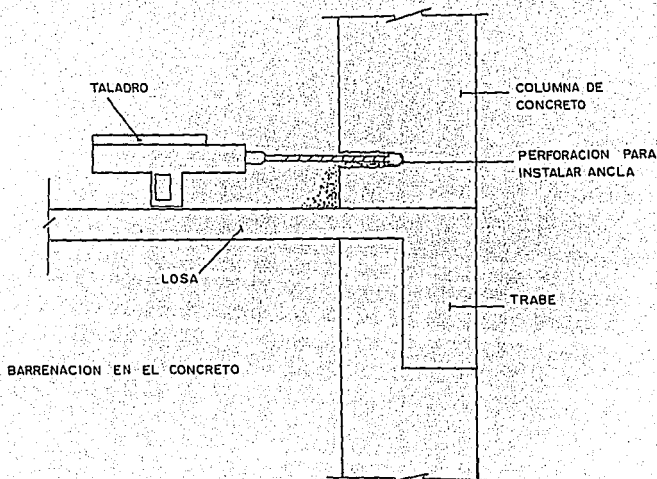 TALADRO
COLUMNA DE
CONCRETO
PERFORACION PARA
INSTALAR ANCLA
LOSA
TRABE
BARRENACION EN EL CONCRETO